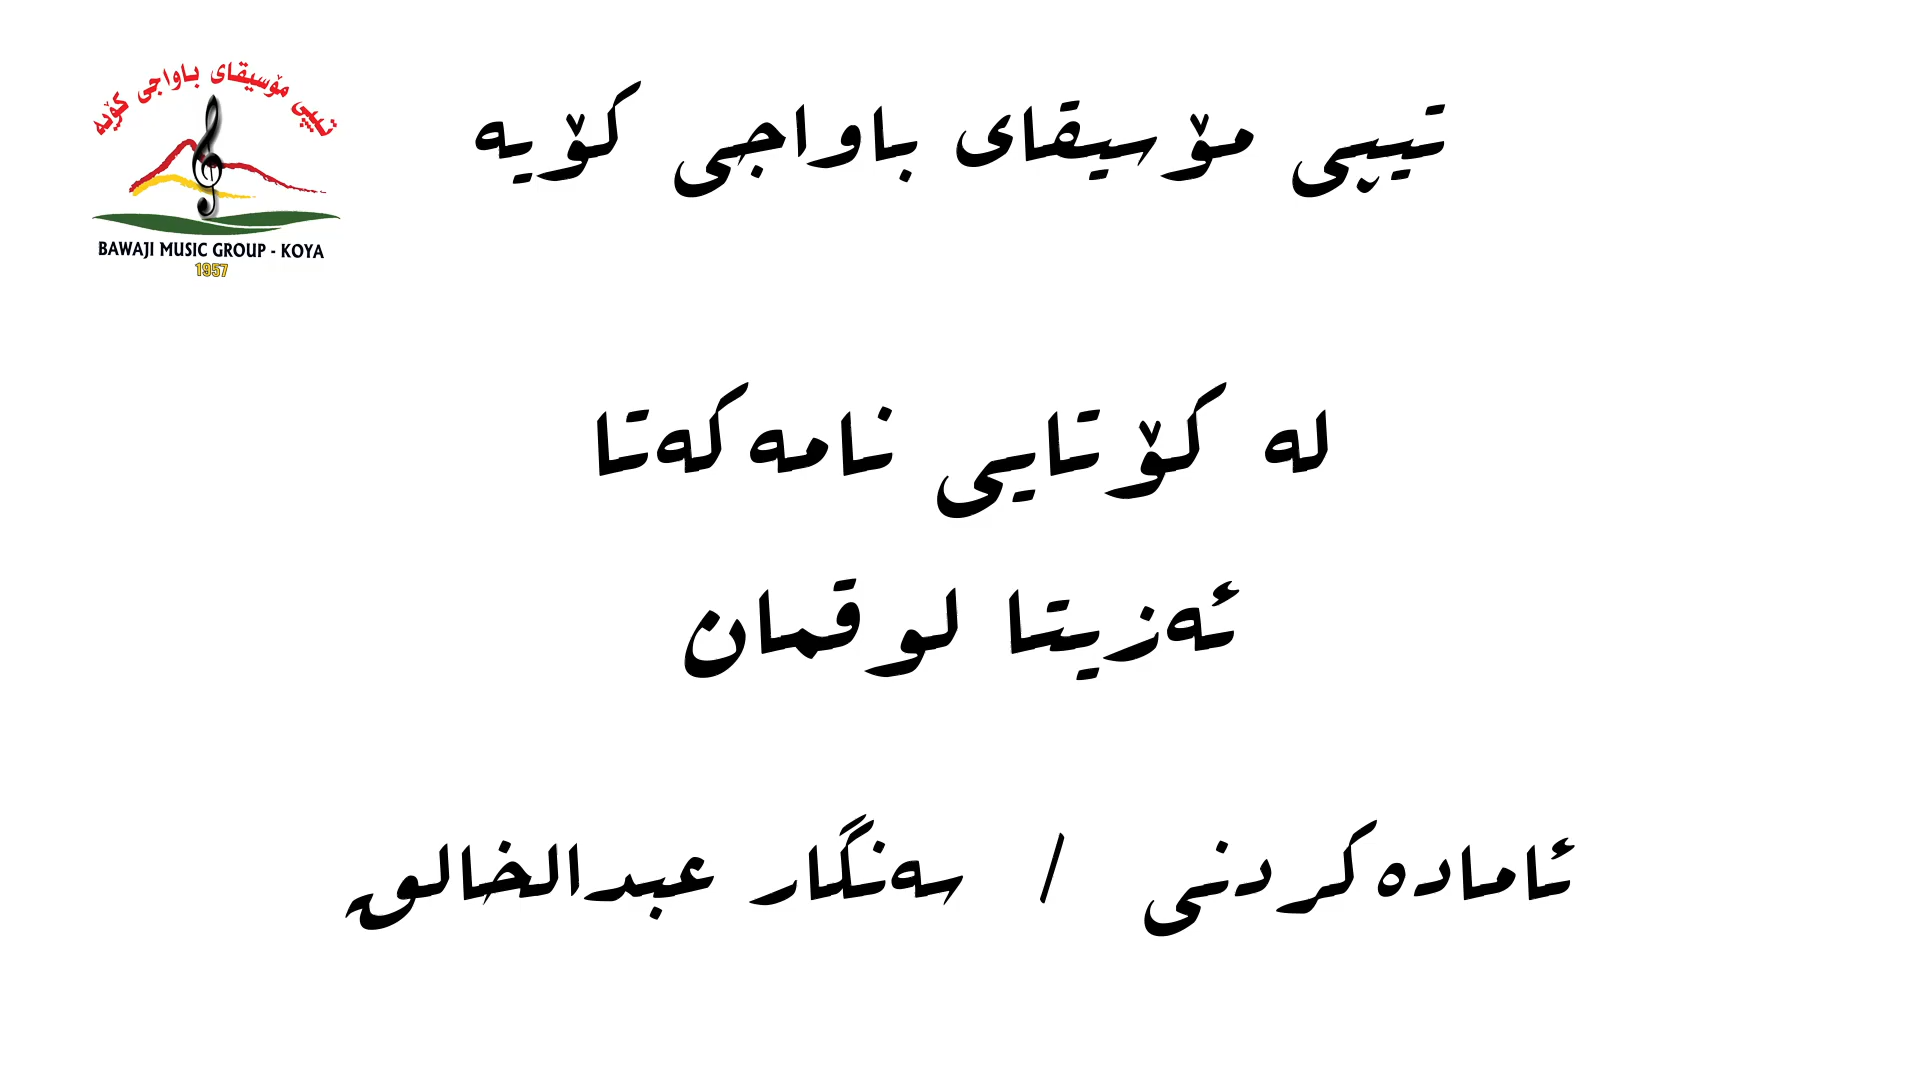 تیپی مۆسیقای باواجی کۆیە
BAWAJI MUSIC GROUP - KOYA
1957
تیپی مۆسیقای باواجی کۆیە
لە کۆتایی نامەکەتا
ئەزیتا لوقمان
ئامادەکردنی / سەنگار عبدالخالق